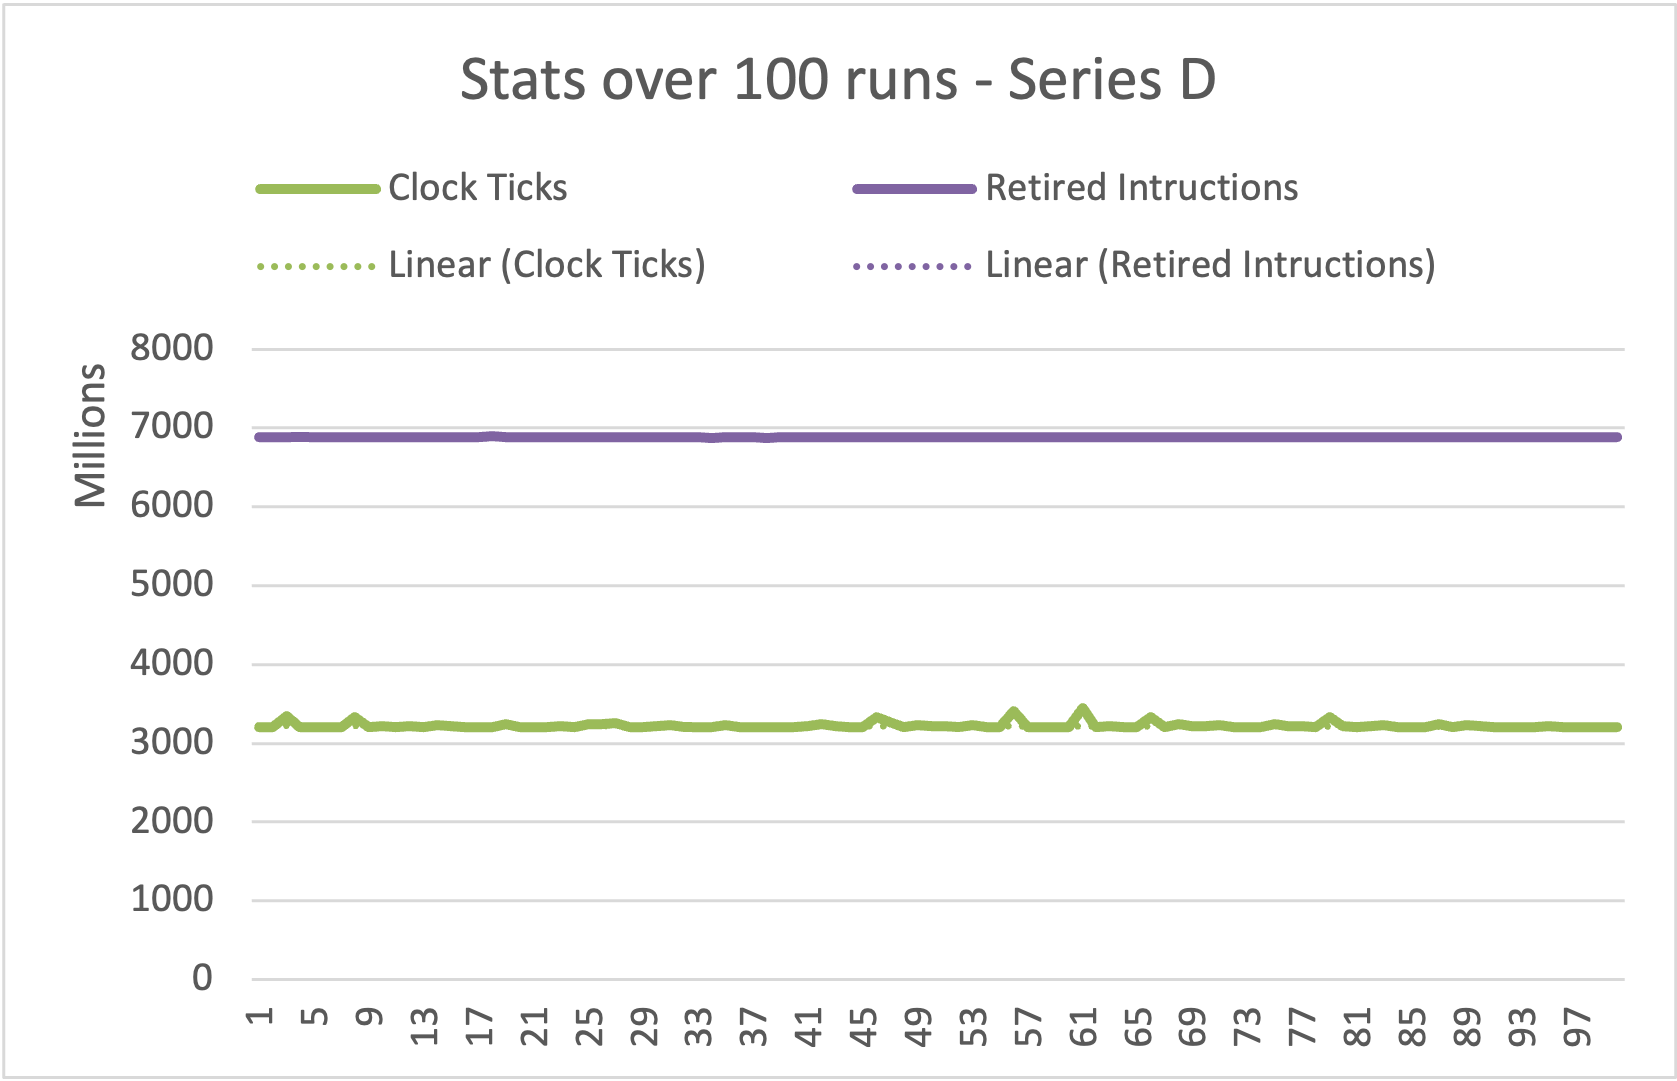 Stats over 100 runs - Series D
Clock Ticks
Retired Intructions
Linear (Clock Ticks)
Linear (Retired Intructions)
Millions
8000
7000
6000
5000
4000
3000
2000
1000
0
1 5 9 13 17 21 25 29 33 37 41 45 49 53 57 61 65 69 73 77 81 85 89 93 97